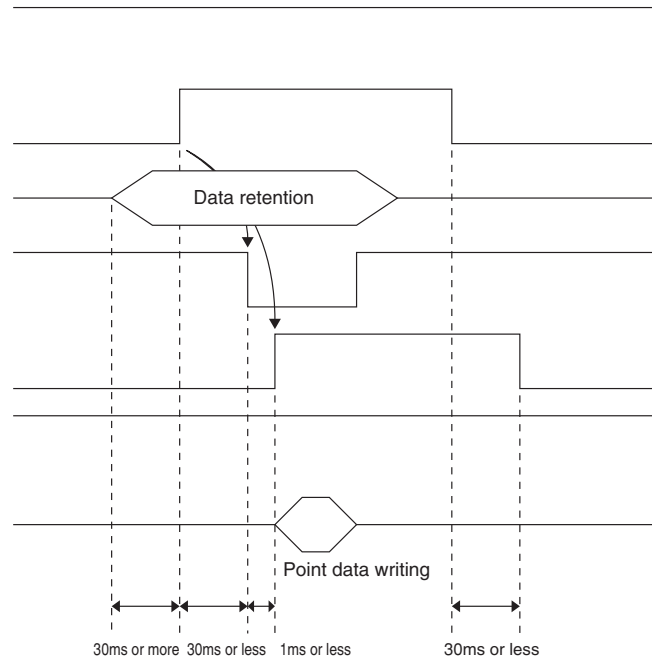 Data retention
Point data writing
30ms or more 30ms or less 1ms or less 30ms or less